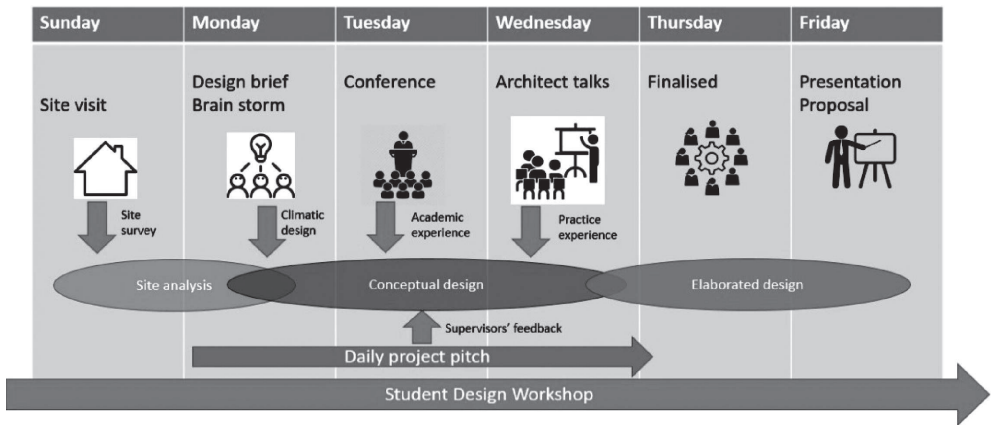 Sunday
Monday
Tuesday
Wednesday
Thursday
Friday
Site visit
Design brief
Brain storm
Conference
Architect talks
Finalised
Presentation
Proposal
Site
survey
Climatic
design
Academic
experience
Practice
experience
Site analysis
Conceptual design
Elaborated design
Supervisors' feedback
Daily project pitch
Student Design Workshop